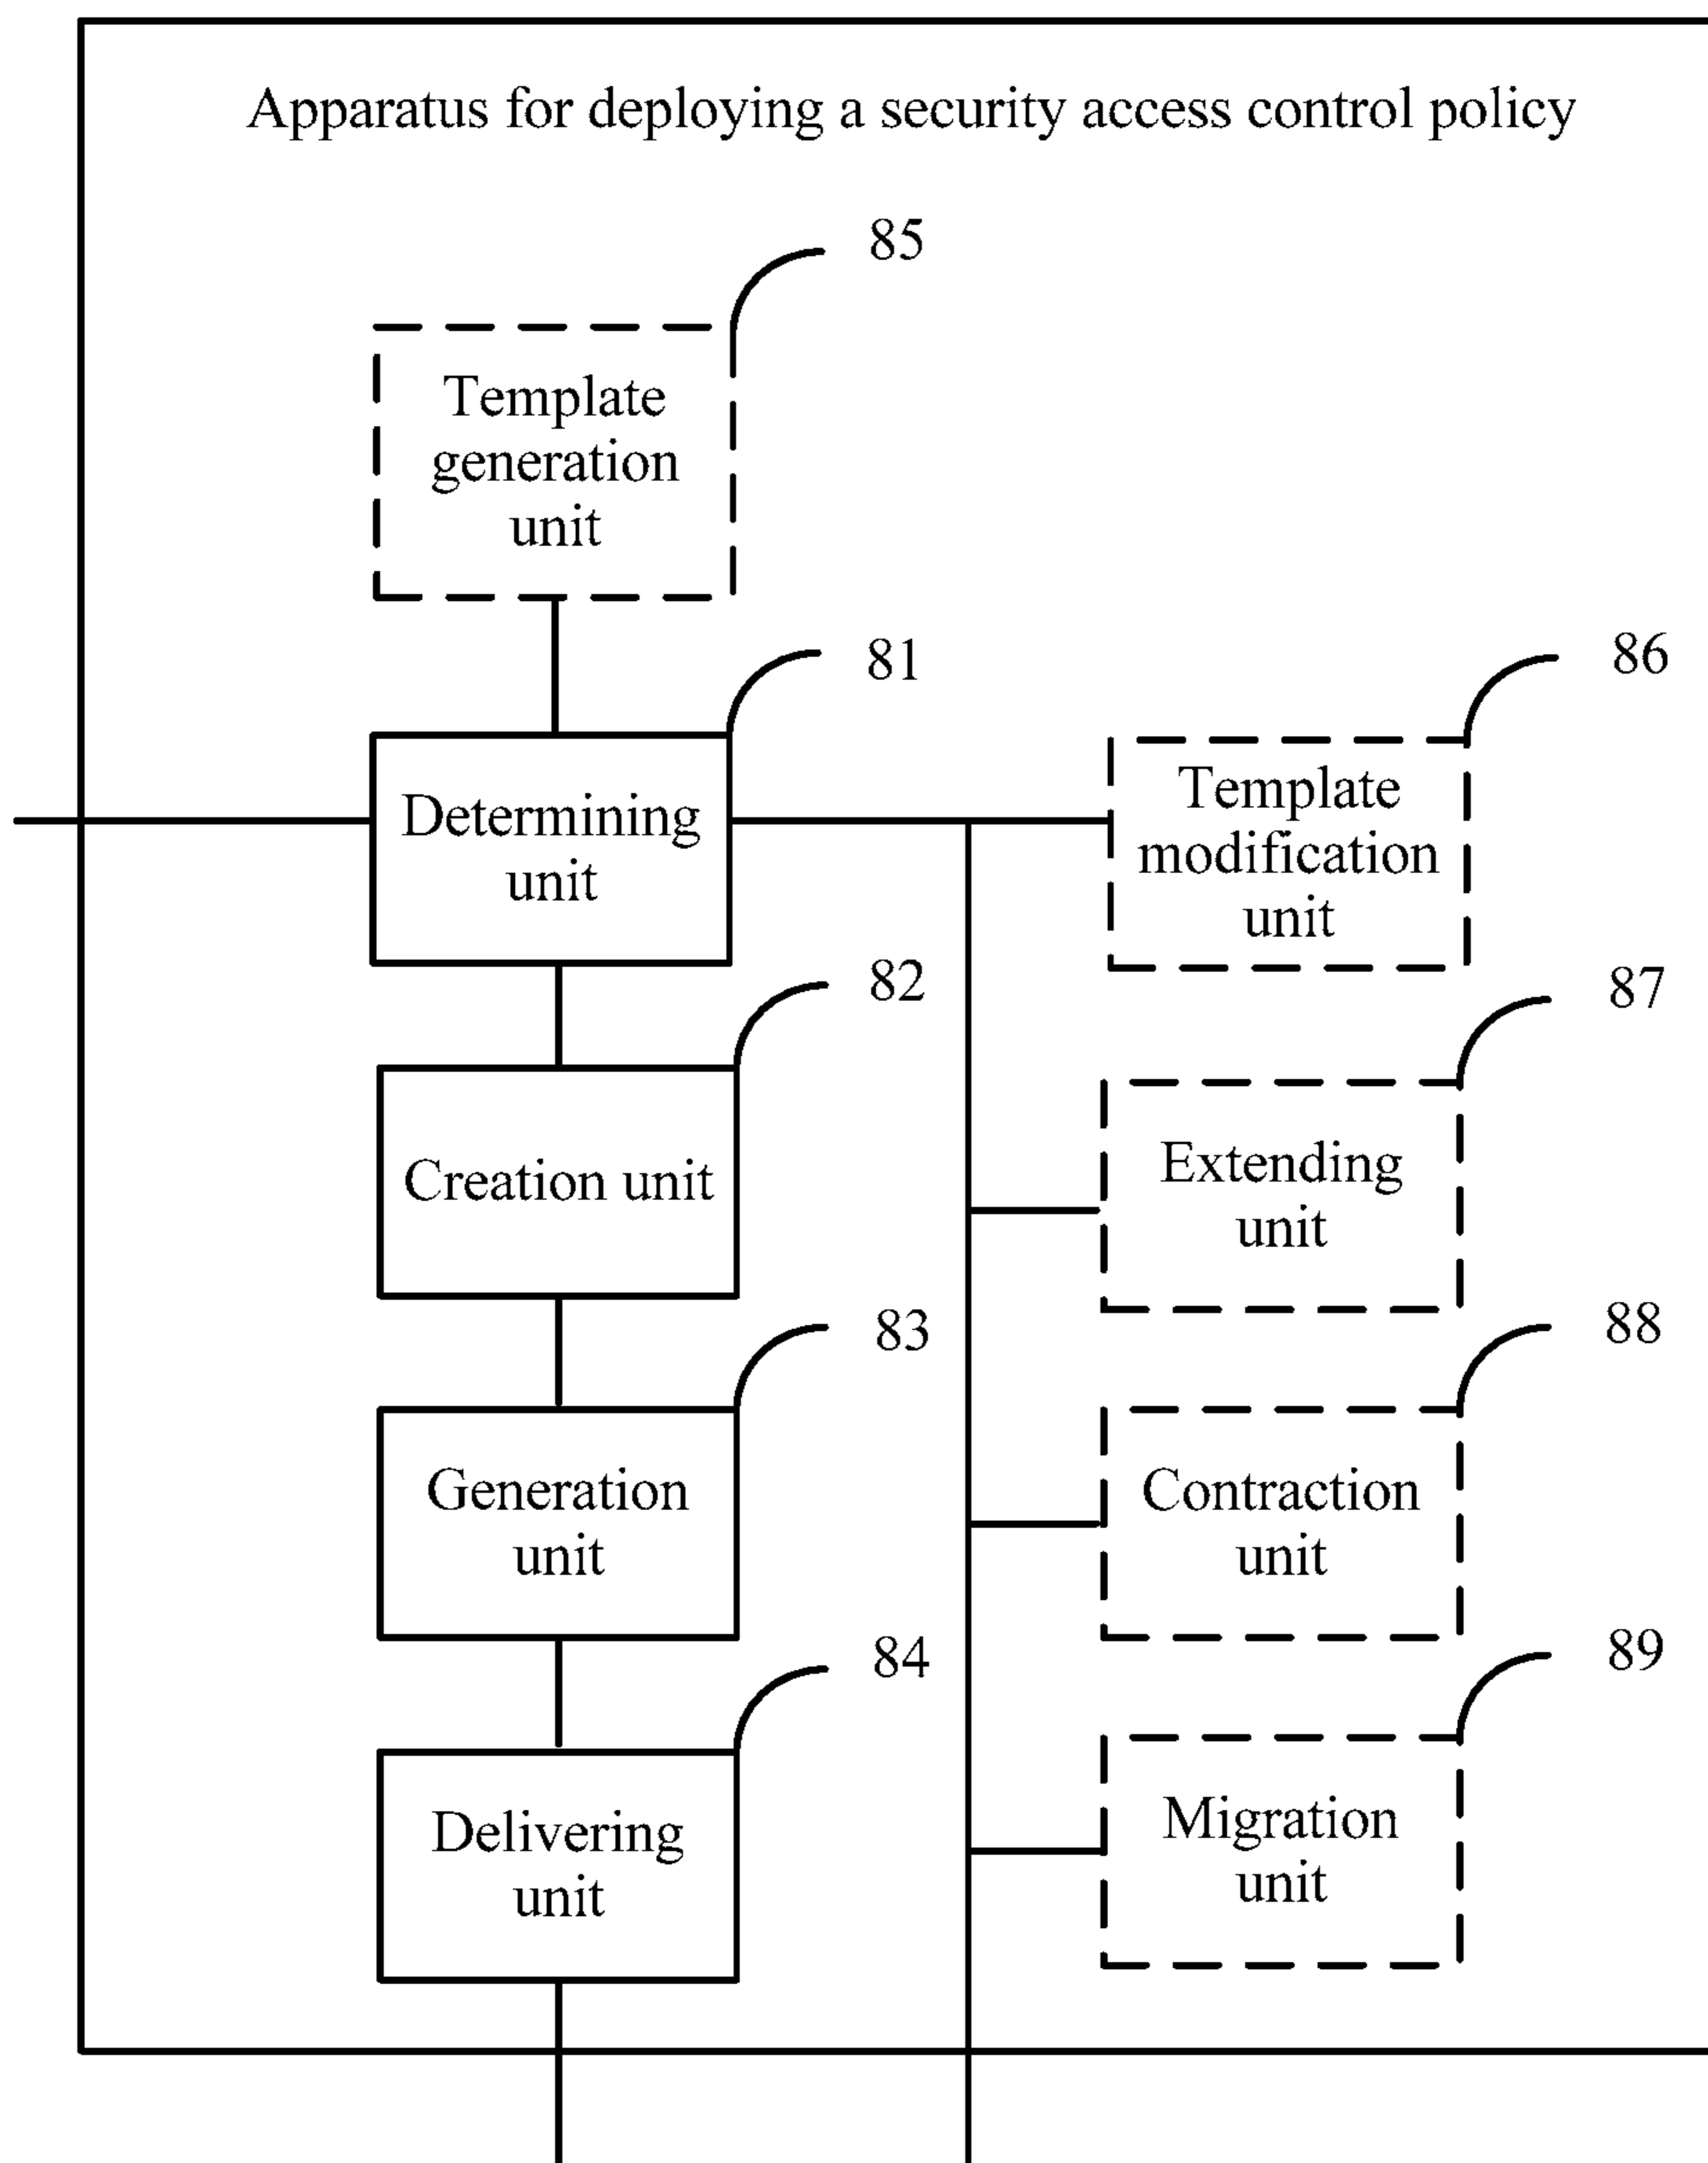 Apparatus for deploying a security access control policy
85
Template
generation
unit
81
Determining
unit
86
Template
modification
unit
82
Creation unit
87
Extending
unit
83
Generation
unit
88
Contraction
unit
84
Delivering
unit
89
Migration
unit